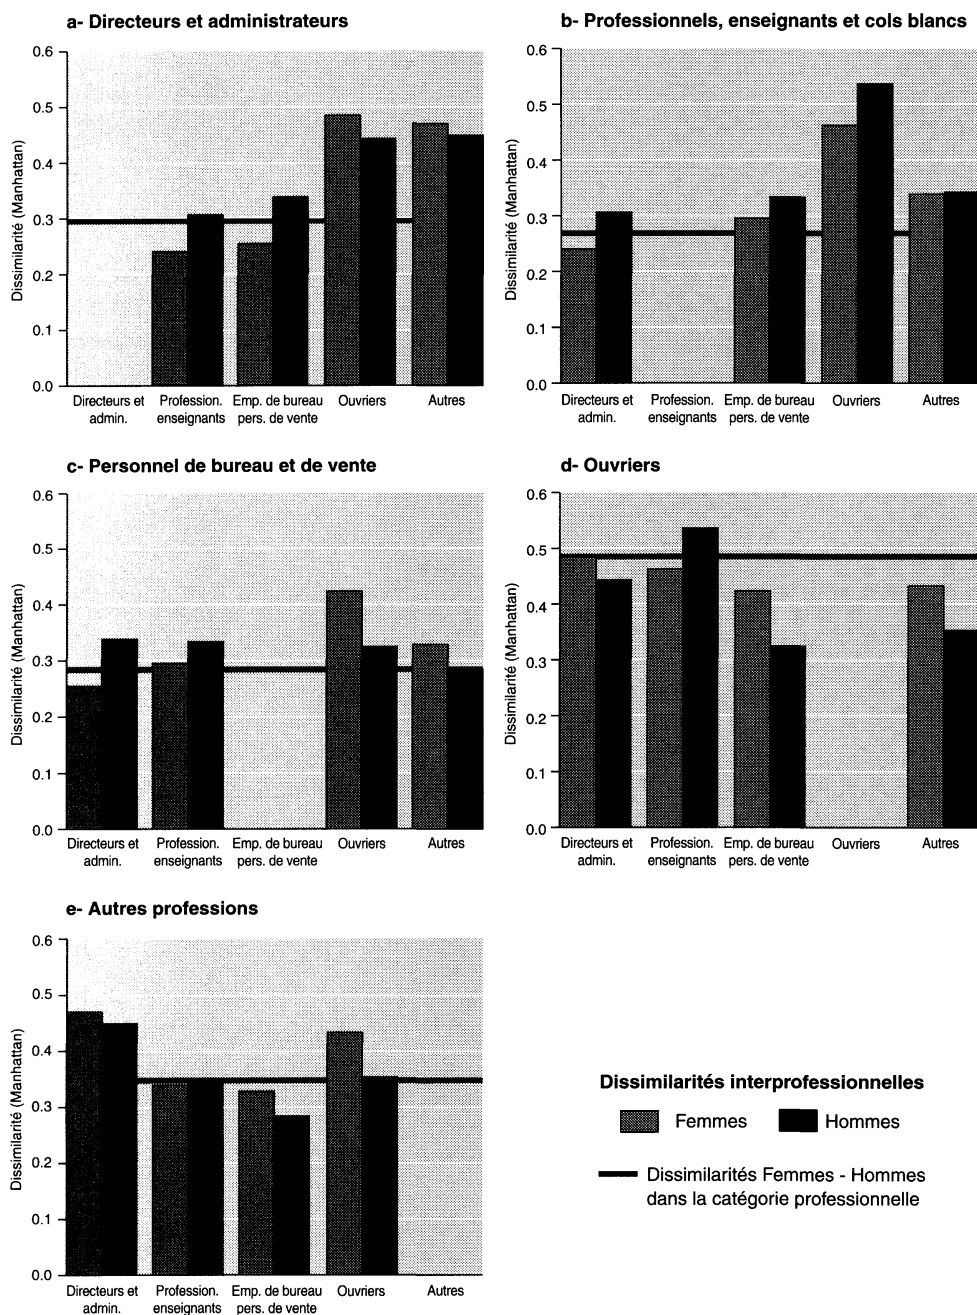 a- Directeurs et administrateurs
0.6
0.5
0.4
0.3
0.2
0.1
0.0
Dissimilarité (Manhattan)
Directeurs et Profession. Emp. de bureau Ouvriers Autres
admin. enseignants pers. de vente
b- Professionnels, enseignants et cols blancs
0.6
0.5
0.4
0.3
0.2
0.1
0.0
Dissimilarité (Manhattan)
Directeurs et Profession. Emp. de bureau Ouvriers Autres
admin. enseignants pers. de vente
c- Personnel de bureau et de vente
0.6
0.5
0.4
0.3
0.2
0.1
0.0
Dissimilarité (Manhattan)
Directeurs et Profession. Emp. de bureau Ouvriers Autres
admin. enseignants pers. de vente
d- Ouvriers
0.6
0.5
0.4
0.3
0.2
0.1
0.0
Dissimilarité (Manhattan)
Directeurs et Profession. Emp. de bureau Ouvriers Autres
admin. enseignants pers. de vente
e- Autres professions
0.6
0.5
0.4
0.3
0.2
0.1
0.0
Dissimilarité (Manhattan)
Directeurs et Profession. Emp. de bureau Ouvriers Autres
admin. enseignants pers. de vente
Dissimilarités interprofessionnelles
Femmes Hommes
Dissimilarités Femmes - Hommes
dans la catégorie professionnelle